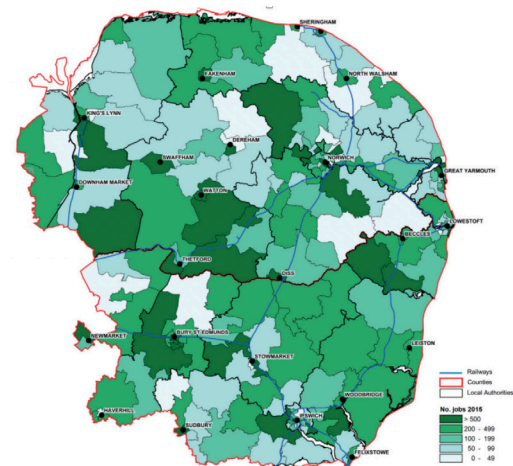 SHERINGHAM
FAKENHAM
NORTH WALSHAM
KING'S LYNN
DEREHAM
SWAFFHAM
NORWICH
GREAT YARMOUTH
DOWNHAM MARKET
WATTON
LOWESTOFT
BECCLES
THETFORD
DISS
NEWMARKET
BURY ST EDMUNDS
LEISTON
STOWMARKET
WOODBRIDGE
HAVERHILL
IPSWICH
SUDBURY
FELIXSTOWE
Railways
Counties
Local Authorities
No. jobs 2015
> 500
200 - 499
100 - 199
50 - 99
0 - 49